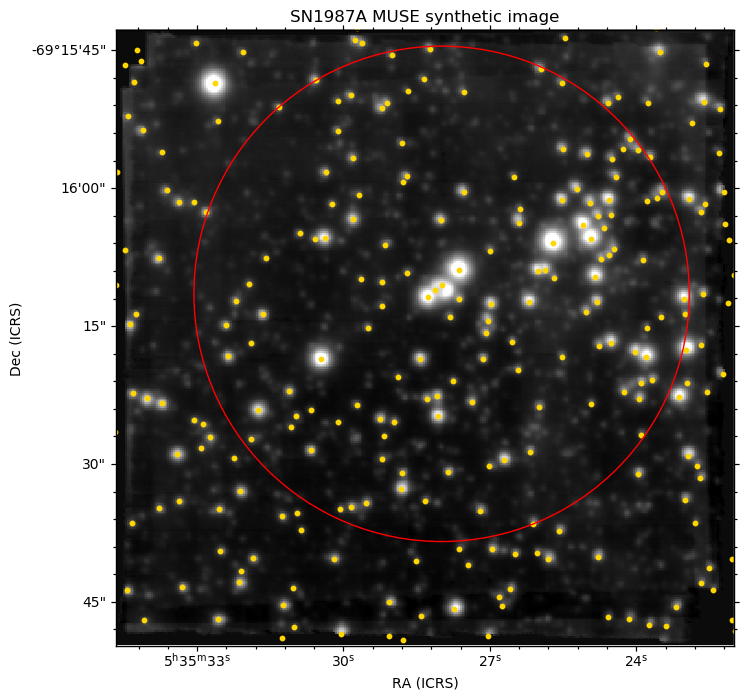 SN1987A MUSE synthetic image
-69°15'45"
16'00"
15"
30"
45"
Dec (ICRS)
5ʰ35ᵐ33ˢ
30ˢ
27ˢ
24ˢ
RA (ICRS)